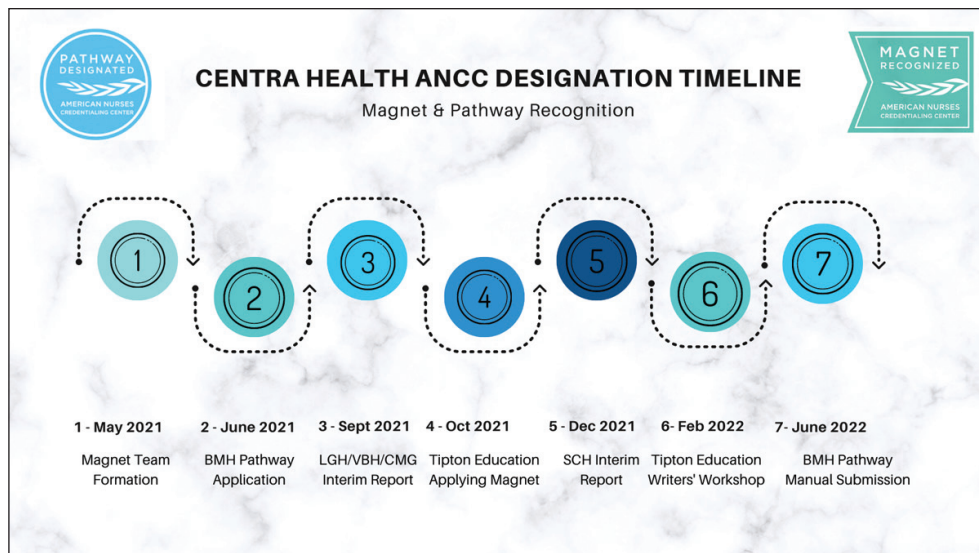 PATHWAY
DESIGNATED
AMERICAN NURSES
CREDENTIALING CENTER
CENTRA HEALTH ANCC DESIGNATION TIMELINE
Magnet & Pathway Recognition
MAGNET
RECOGNIZED
AMERICAN NURSES
CREDENTIALING CENTER
1
2
3
4
5
6
7
1 - May 2021
Magnet Team
Formation
2 - June 2021
BMH Pathway
Application
3 - Sept 2021
LGH/VBH/CMG
Interim Report
4 - Oct 2021
Tipton Education
Applying Magnet
5 - Dec 2021
SCH Interim
Report
6- Feb 2022
Tipton Education
Writers' Workshop
7- June 2022
BMH Pathway
Manual Submission